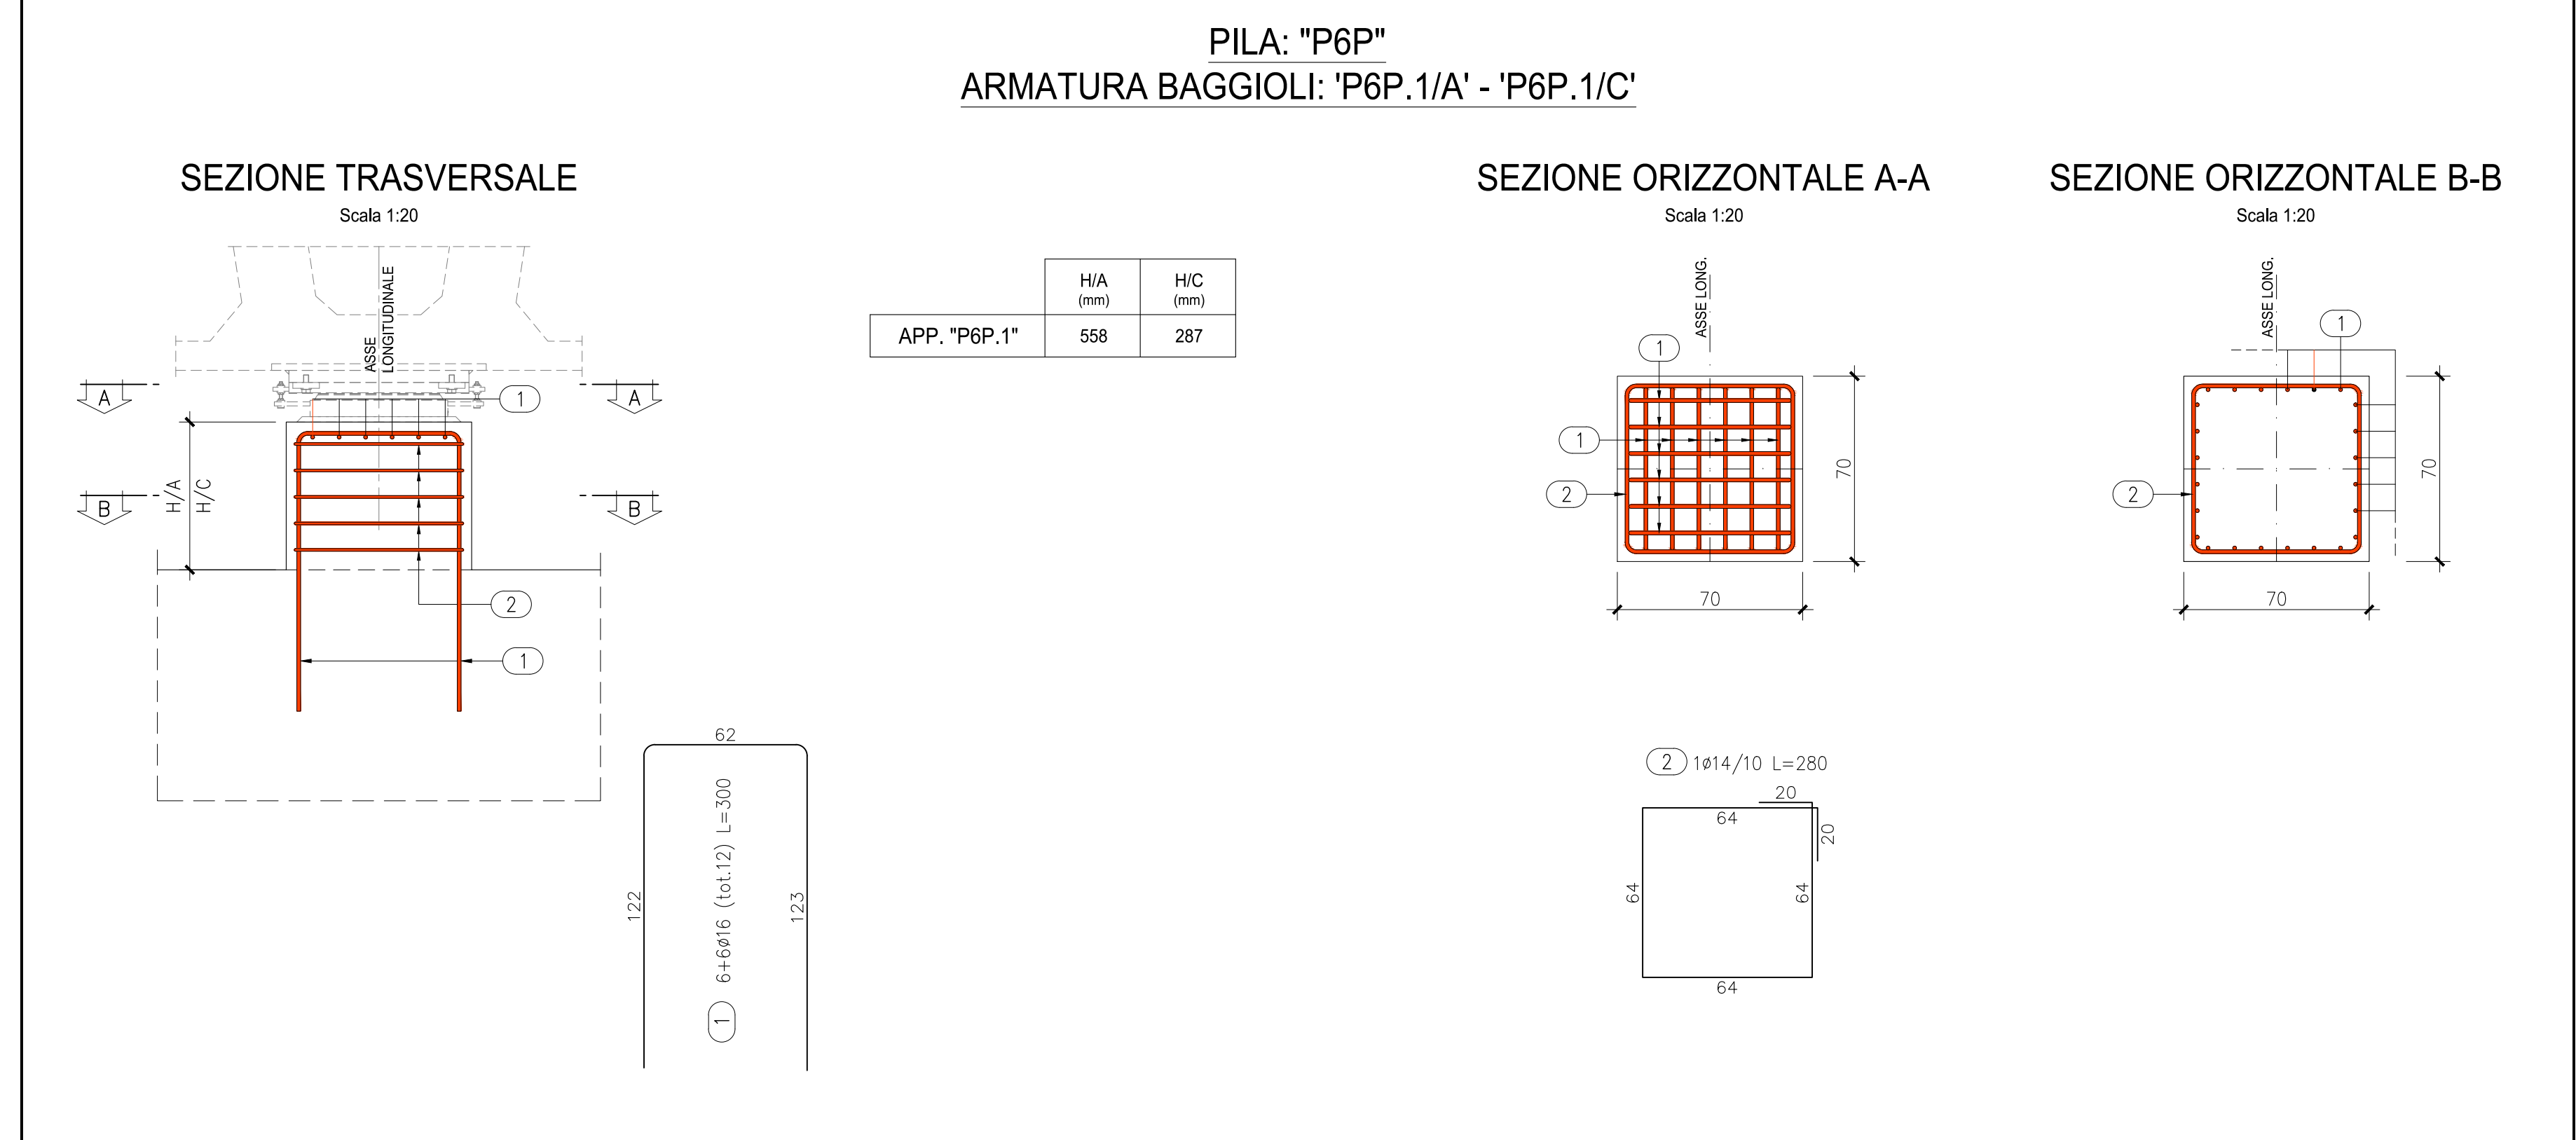 PILA: "P6P"
ARMATURA BAGGIOLI: 'P6P.1/A' - 'P6P.1/C'
SEZIONE TRASVERSALE
Scala 1:20
ASSE
LONGITUDINALE
A
A
1
B
B
H/A
H/C
2
1
H/A
(mm)
H/C
(mm)
APP. "P6P.1"
558
287
62
122
123
1 6+6ø16 (tot.12) L=300
SEZIONE ORIZZONTALE A-A
Scala 1:20
ASSE LONG.
1
1
2
70
70
2 1ø14/10 L=280
20
64
20
64
64
64
SEZIONE ORIZZONTALE B-B
Scala 1:20
ASSE LONG.
1
2
70
70